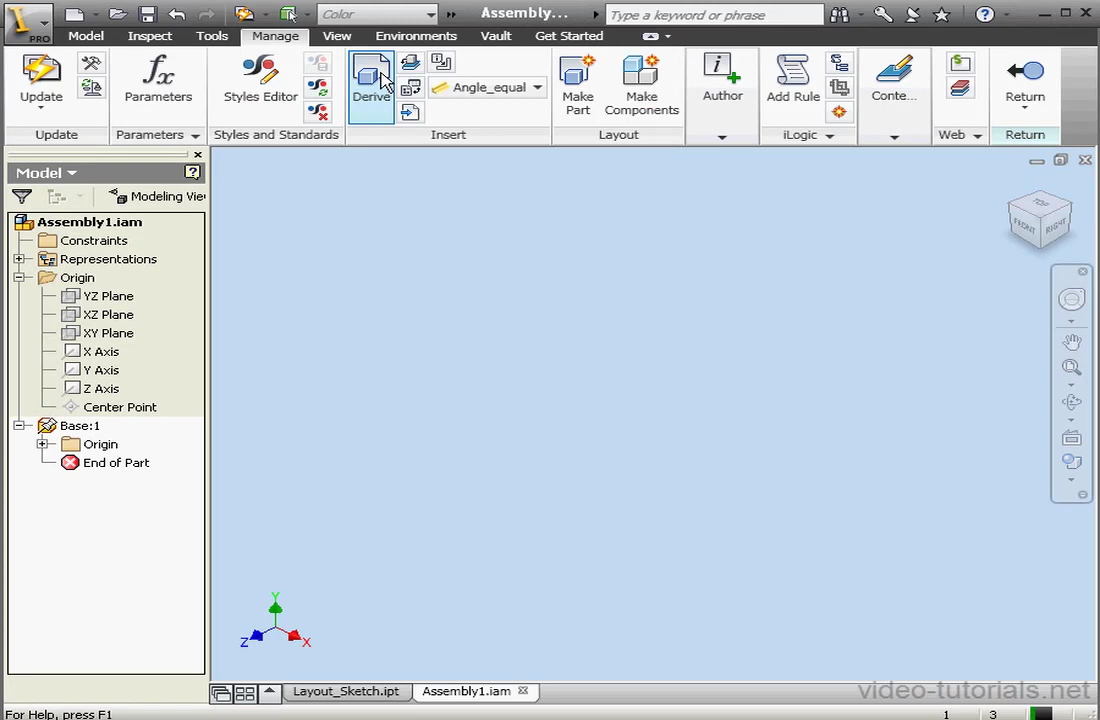 PRO
Color
Assembly...
Type a keyword or phrase
Model
Inspect
Tools
Manage
View
Environments
Vault
Get Started
Update
Parameters
Styles Editor
Derive
Angle_equal
Make Part
Make Components
Author
Add Rule
Conte...
Return
Update
Parameters
Styles and Standards
Insert
Layout
iLogic
Web
Return
Model
Modeling Vie
Assembly1.iam
Constraints
Representations
Origin
YZ Plane
XZ Plane
XY Plane
X Axis
Y Axis
Z Axis
Center Point
Base:1
Origin
End of Part
TOP
FRONT
RIGHT
Y
Z
X
Layout_Sketch.ipt
Assembly1.iam
video-tutorials.net
For Help, press F1
1
3